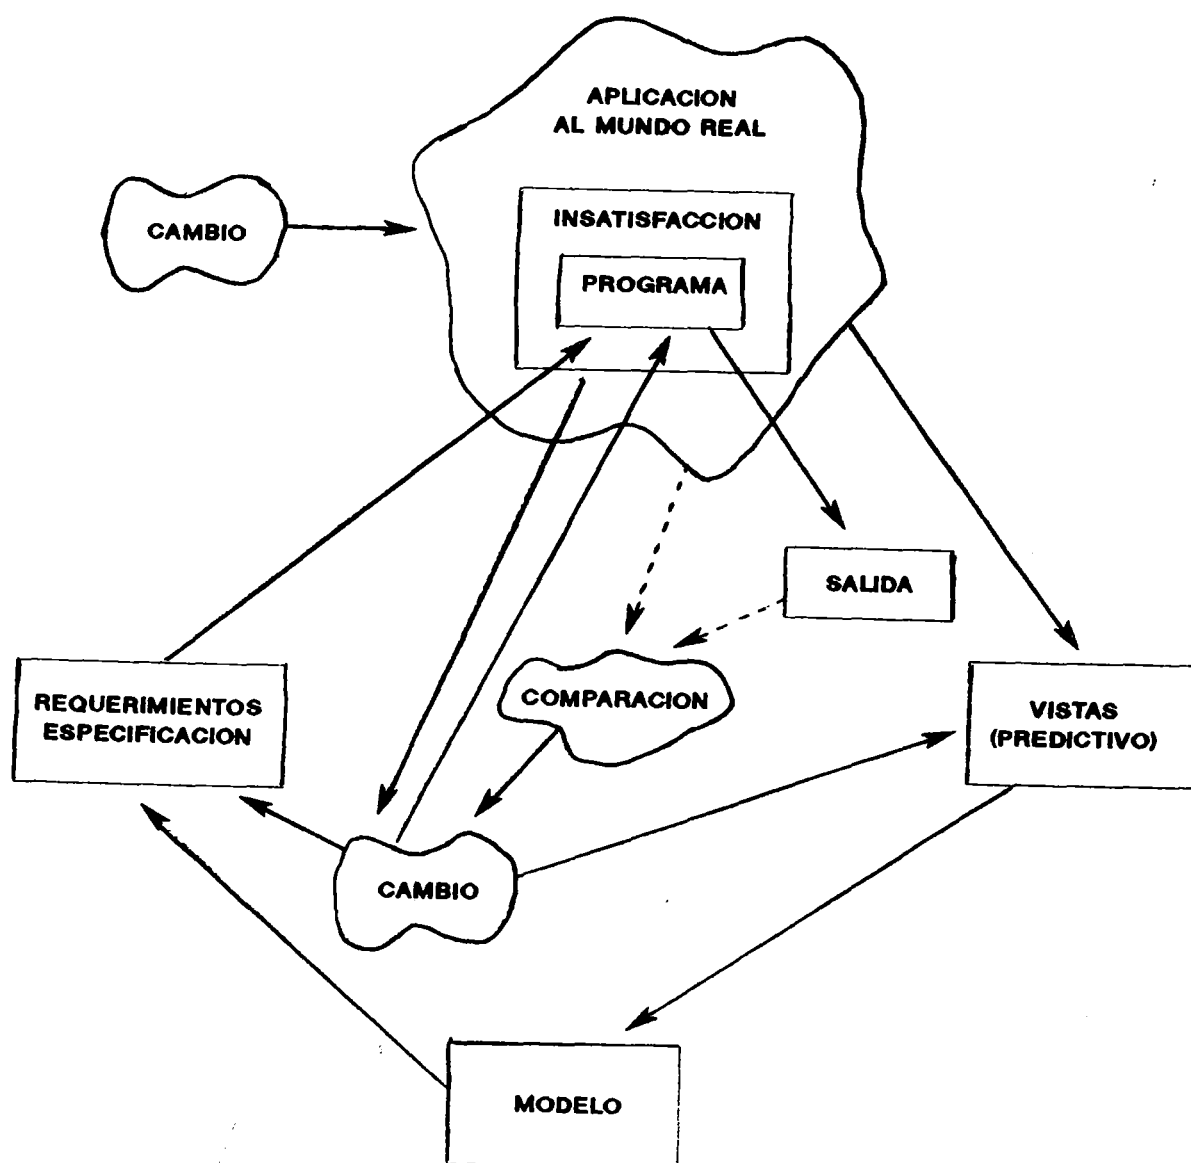 APLICACION
AL MUNDO REAL
CAMBIO
INSATISFACCION
PROGRAMA
SALIDA
REQUERIMIENTOS
ESPECIFICACION
COMPARACION
VISTAS
(PREDICTIVO)
CAMBIO
MODELO